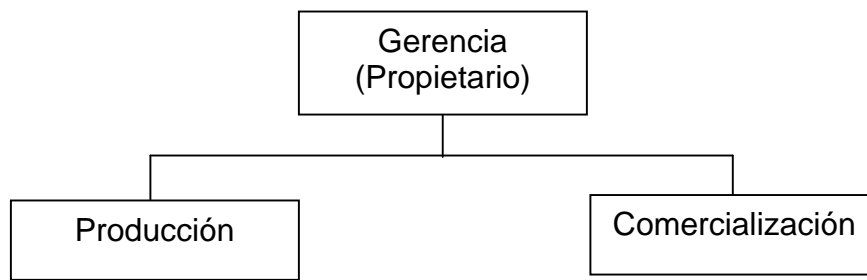 Gerencia
(Propietario)
Producción
Comercialización